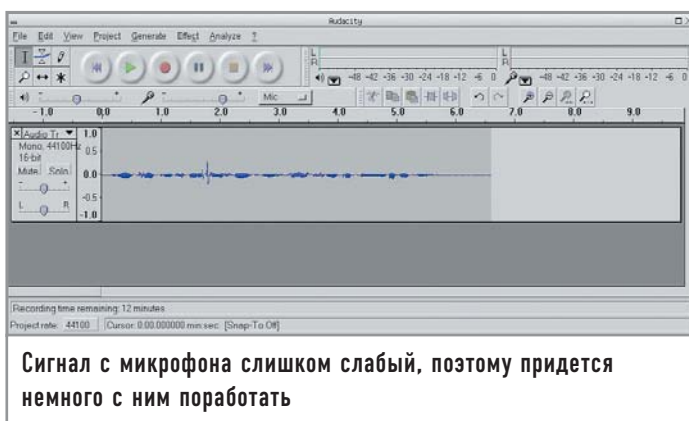 Audacity
File Edit View Project Generate Effect Analyze ?
L
R
-48 -42 -36 -30 -24 -18 -12 -6 0
L
R
-48 -42 -36 -30 -24 -18 -12 -6 0
- + - + Mic
-1.0 0,0 1.0 2.0 3.0 4.0 5.0 6.0 7.0 8.0 9.0
X Audio Tr ▼ 1.0
Mono, 44100Hz 0.5
16-bit
Mute Solo 0.0
- +
-0.5
L R
-1.0
Recording time remaining: 12 minutes
Project rate: 44100 Cursor: 0:00.000000 min:sec [Snap-To Off]
Сигнал с микрофона слишком слабый, поэтому придется
немного с ним поработать